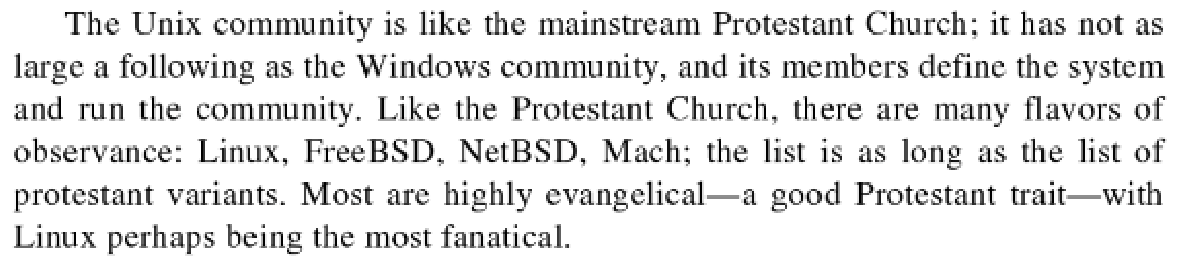 The Unix community is like the mainstream Protestant Church; it has not as
large a following as the Windows community, and its members define the system
and run the community. Like the Protestant Church, there are many flavors of
observance: Linux, FreeBSD, NetBSD, Mach; the list is as long as the list of
protestant variants. Most are highly evangelical—a good Protestant trait—with
Linux perhaps being the most fanatical.